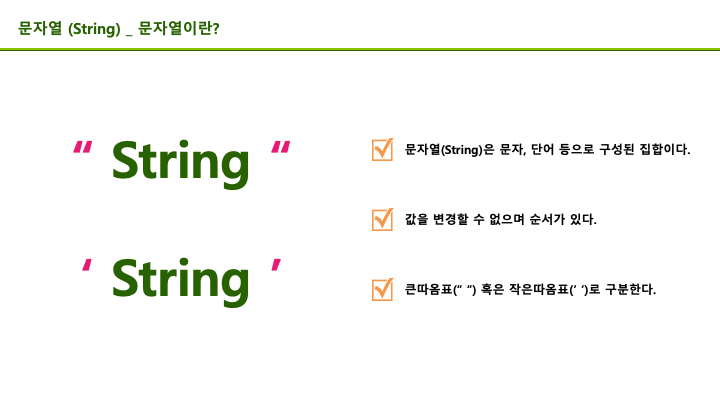 문자열 (String) _ 문자열이란?
“ String “
문자열(String)은 문자, 단어 등으로 구성된 집합이다.
값을 변경할 수 없으며 순서가 있다.
‘ String ’
큰따옴표(“ “) 혹은 작은따옴표(‘ ‘)로 구분한다.